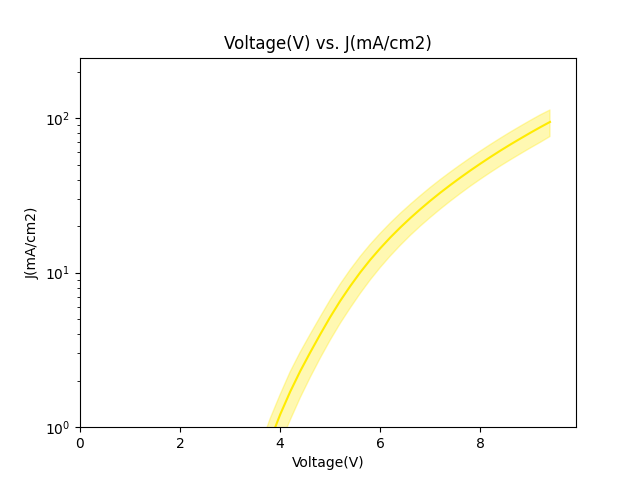 Voltage(V) vs. J(mA/cm2)
J(mA/cm2)
10²
10¹
10⁰
0 2 4 6 8
Voltage(V)